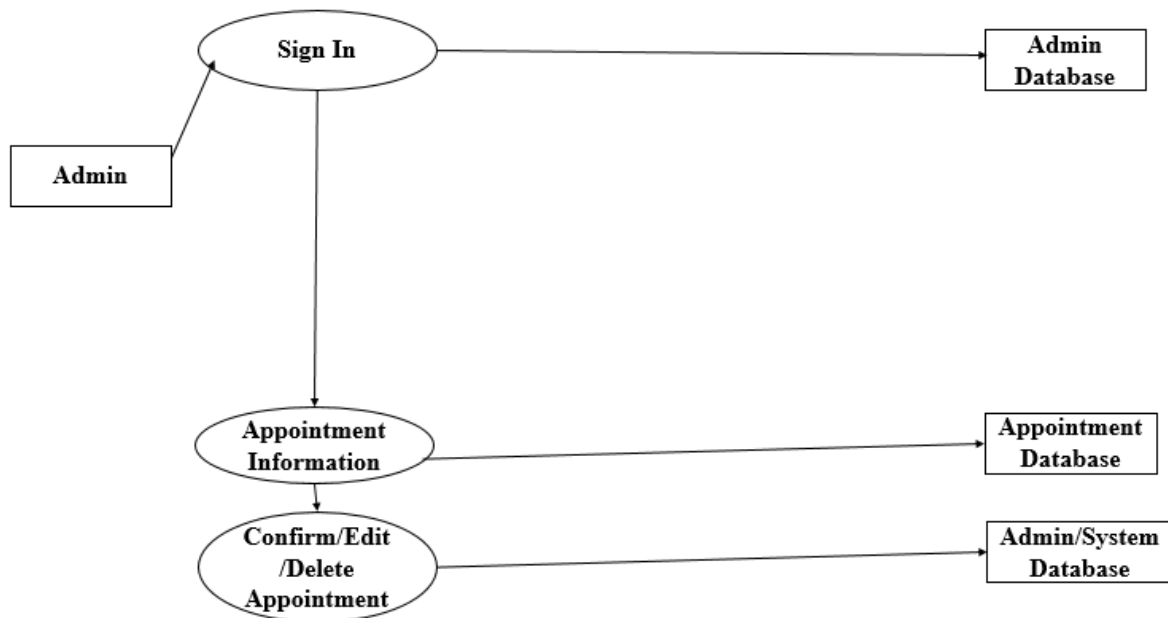 Sign In
Admin
Database
Admin
Appointment
Information
Appointment
Database
Confirm/Edit
/Delete
Appointment
Admin/System
Database